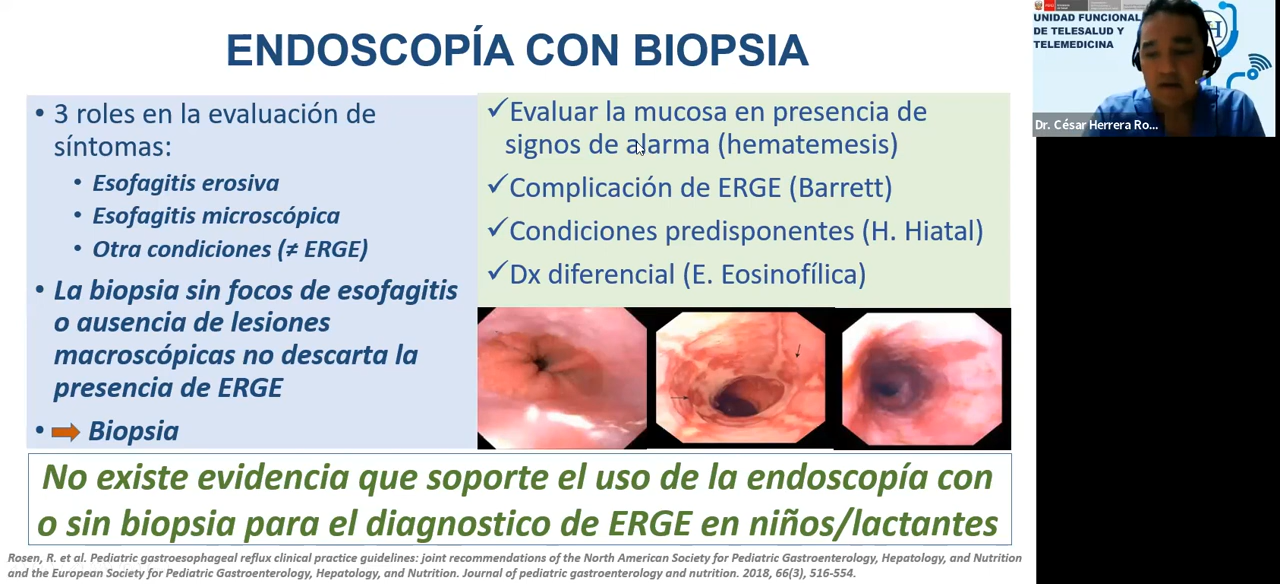 ENDOSCOPÍA CON BIOPSIA
• 3 roles en la evaluación de
síntomas:
• Esofagitis erosiva
• Esofagitis microscópica
• Otra condiciones (≠ ERGE)
• La biopsia sin focos de esofagitis
o ausencia de lesiones
macroscópicas no descarta la
presencia de ERGE
• Biopsia
✓Evaluar la mucosa en presencia de
signos de alarma (hematemesis)
✓Complicación de ERGE (Barrett)
✓Condiciones predisponentes (H. Hiatal)
✓Dx diferencial (E. Eosinofílica)
No existe evidencia que soporte el uso de la endoscopía con
o sin biopsia para el diagnostico de ERGE en niños/lactantes
Rosen, R. et al. Pediatric gastroesophageal reflux clinical practice guidelines: joint recommendations of the North American Society for Pediatric Gastroenterology, Hepatology, and Nutrition
and the European Society for Pediatric Gastroenterology, Hepatology, and Nutrition. Journal of pediatric gastroenterology and nutrition. 2018, 66(3), 516-554.
UNIDAD FUNCIONAL
DE TELESALUD Y
TELEMEDICINA
H
Dr. César Herrera Ro...